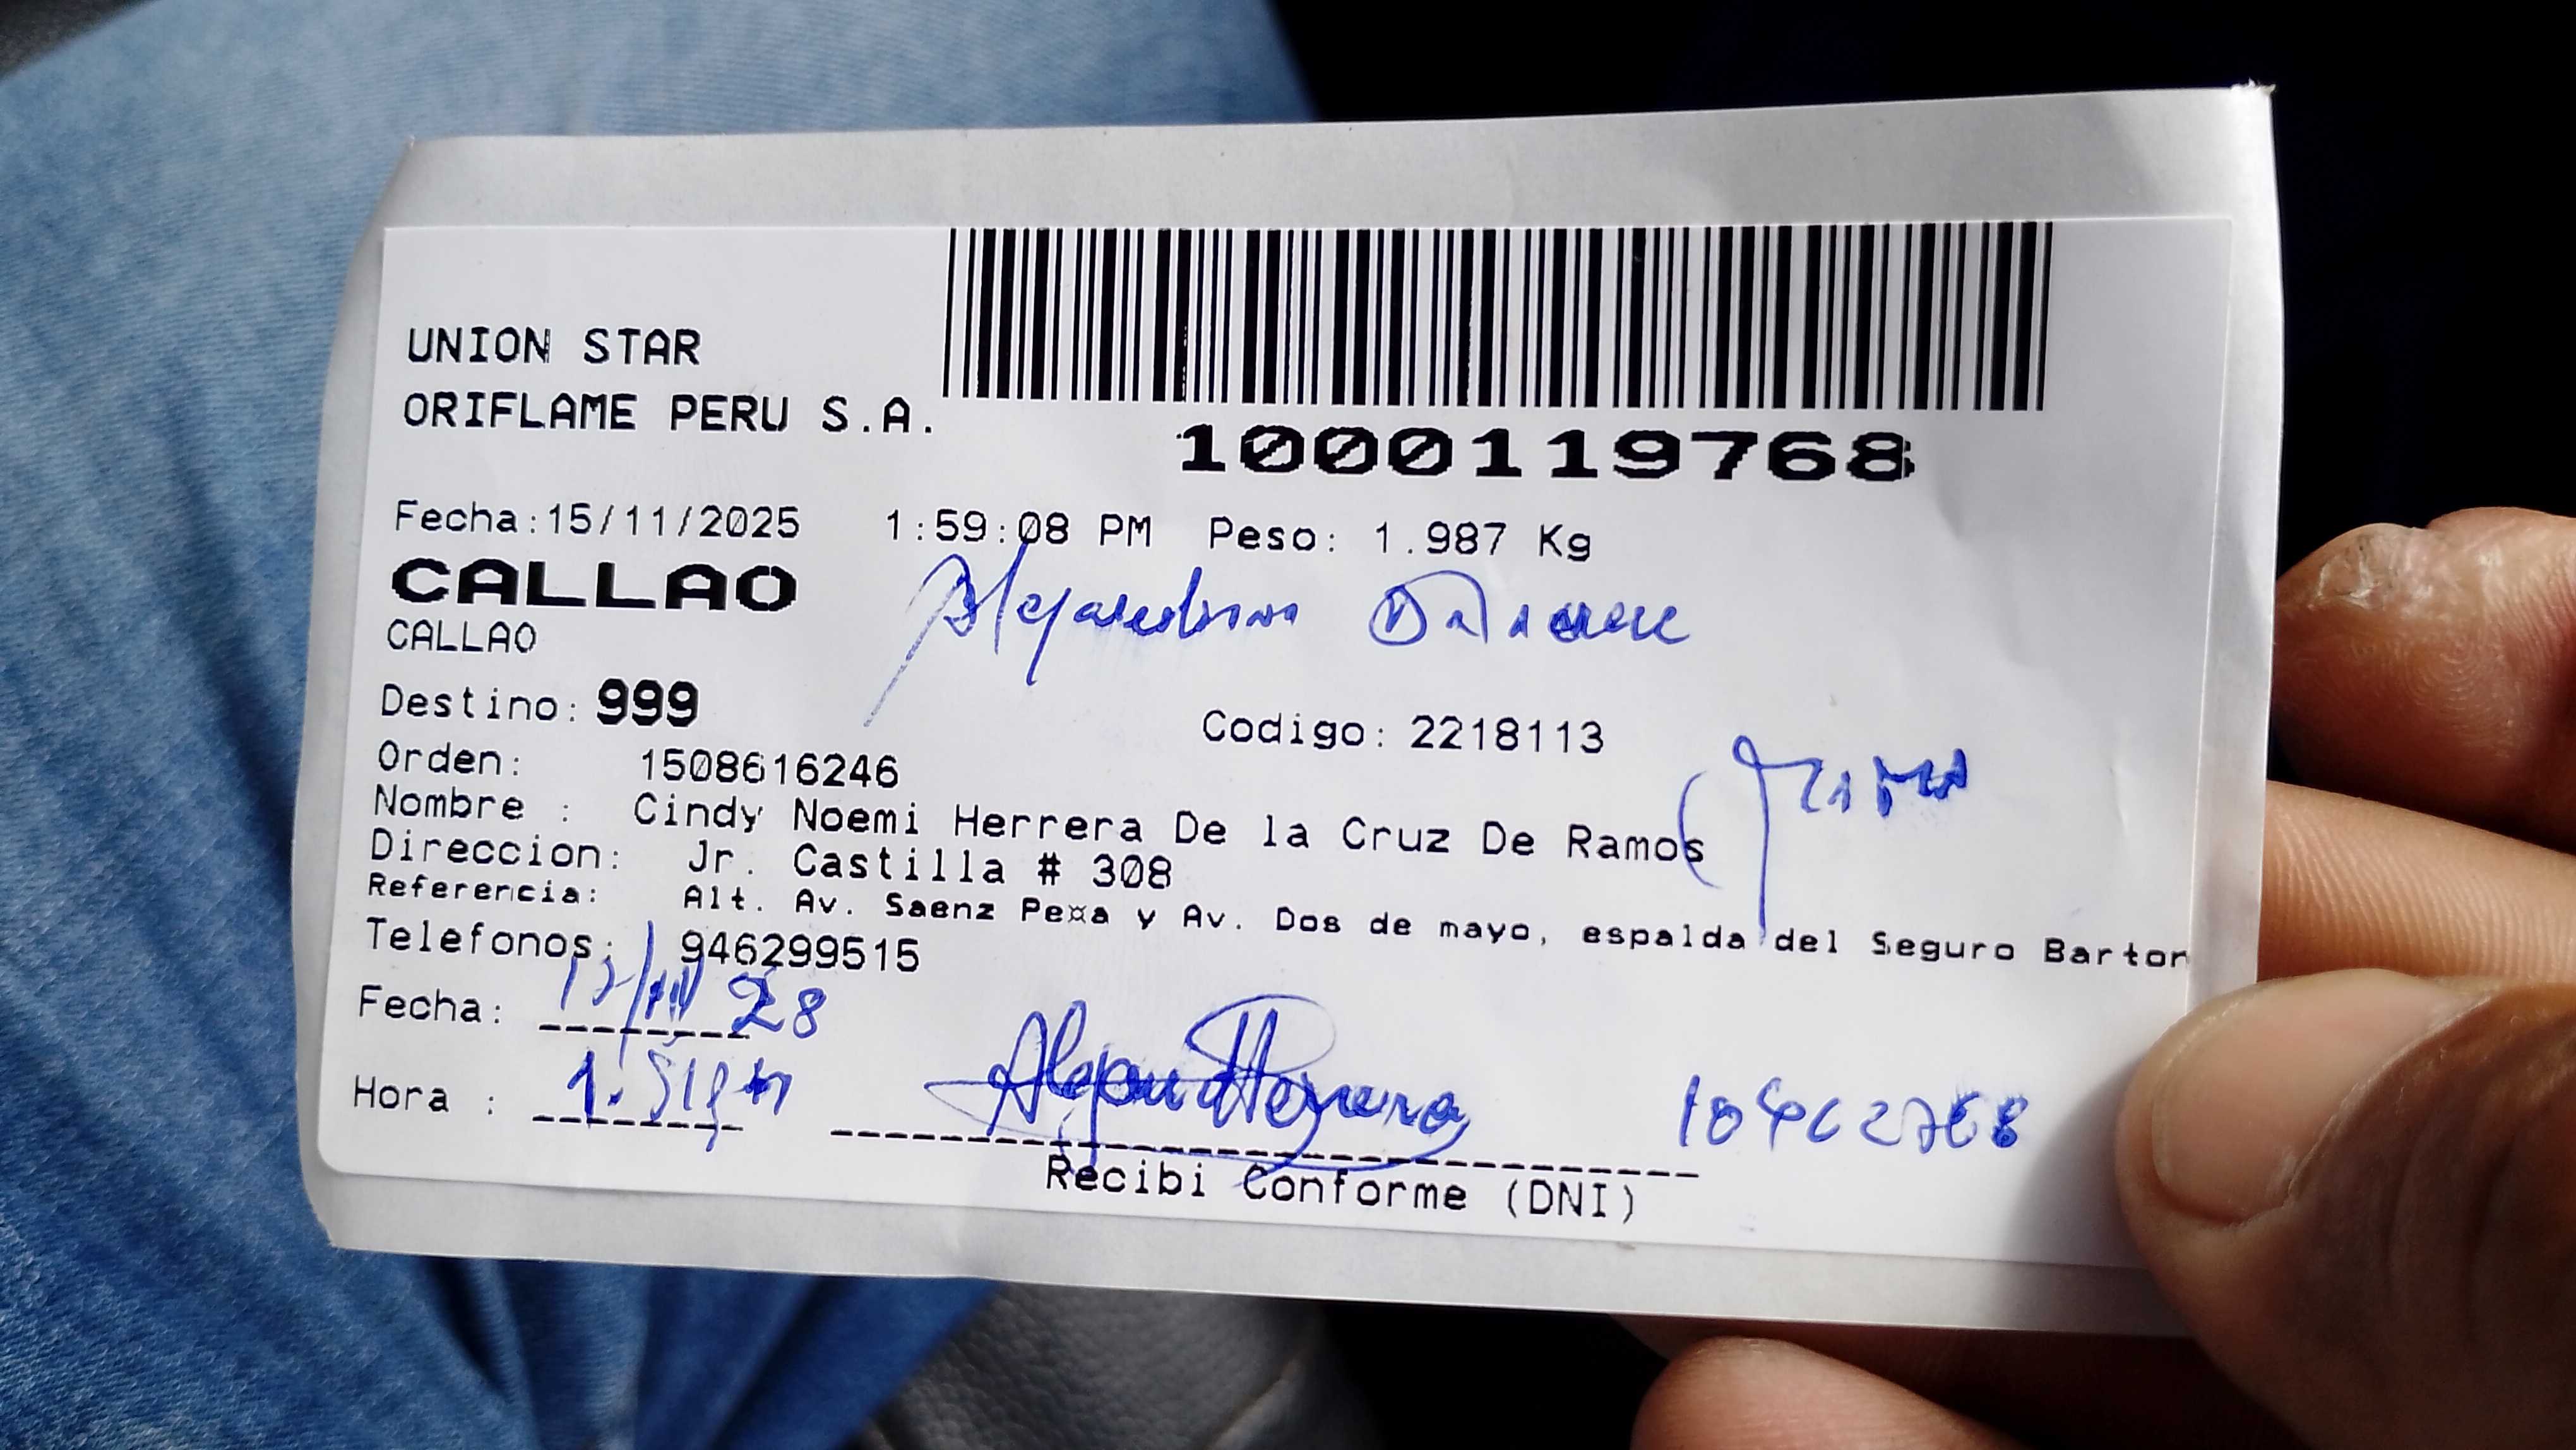 UNION STAR
ORIFLAME PERU S.A.
1000119768
Fecha:15/11/2025 1:59:08 PM Peso: 1.987 Kg
CALLAO
CALLAO
Destino: 999
Codigo: 2218113
Orden: 1508616246
Nombre : Cindy Noemi Herrera De la Cruz De Ramos
Direccion: Jr. Castilla # 308
Referencia: Alt. Av. Saenz Pe¤a y Av. Dos de mayo, espalda del Seguro Barton
Telefonos: 946299515
Fecha:
Hora :
Recibi Conforme (DNI)